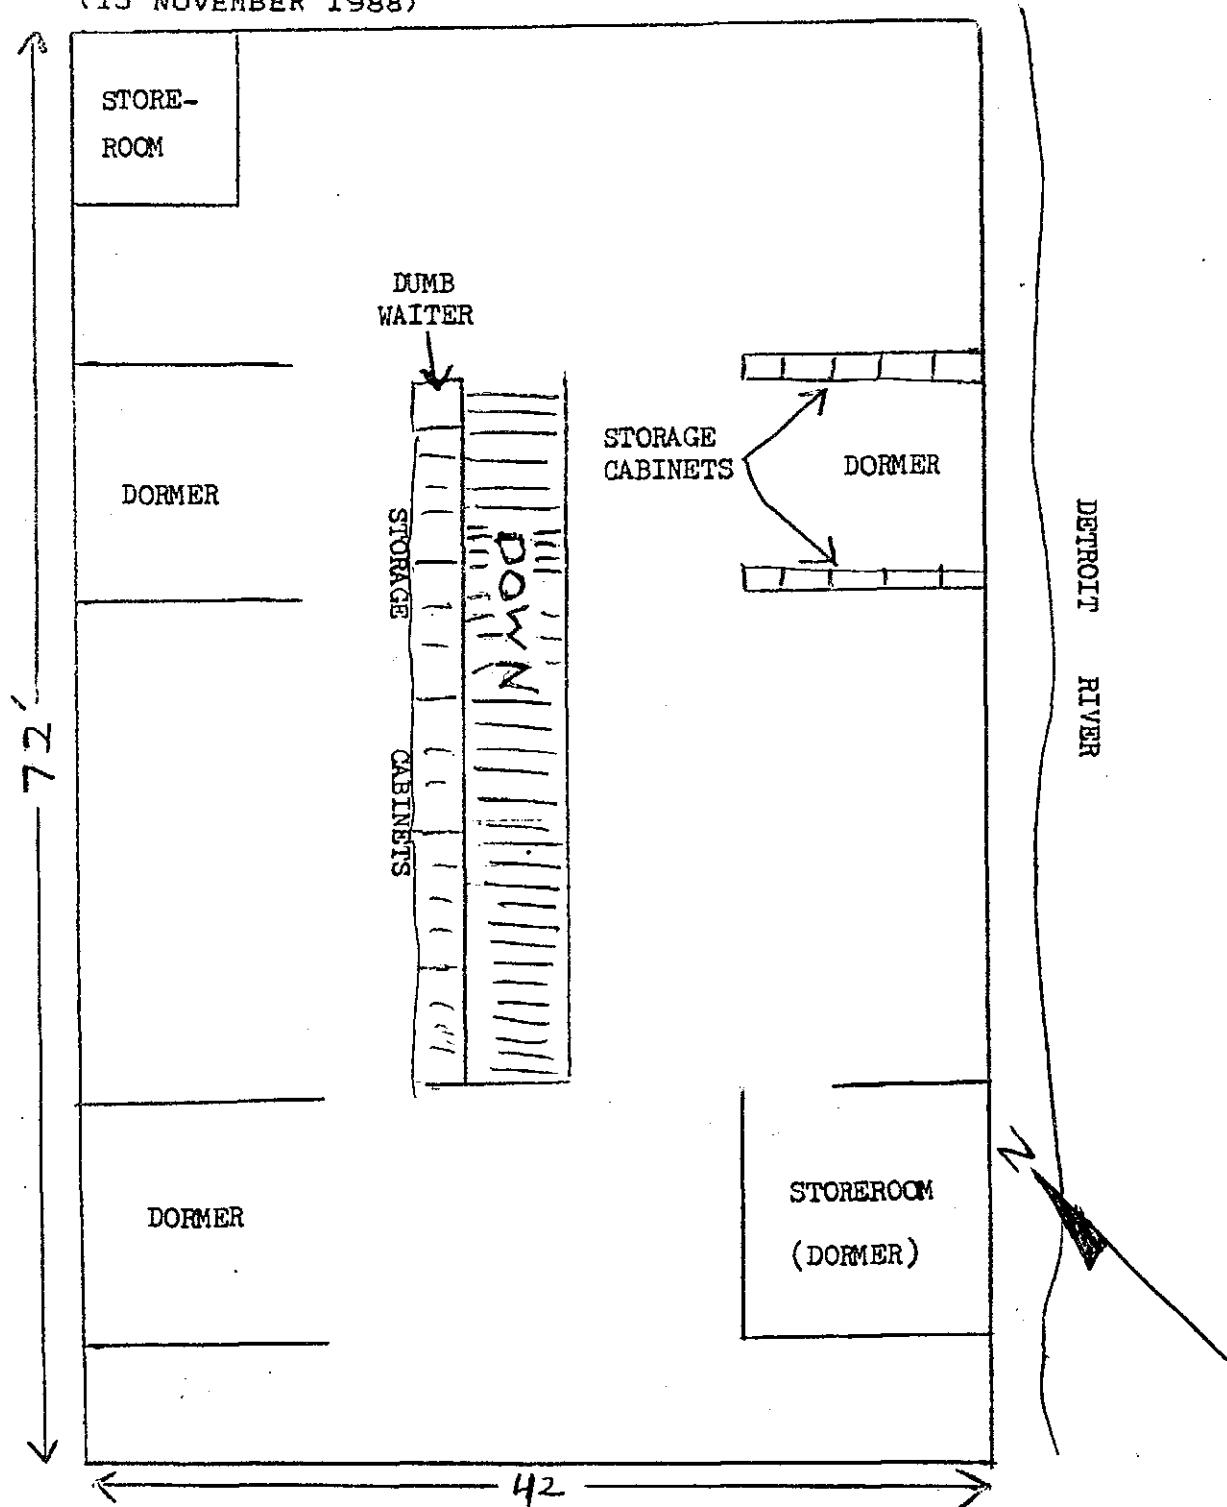 (15 NOVEMBER 1988)
STORE-
ROOM
DUMB
WAITER
STORAGE
CABINETS
DORMER
DORMER
STORAGE
CABINETS
DOWN
DETROIT RIVER
72'
N
DORMER
STOREROOM
(DORMER)
42